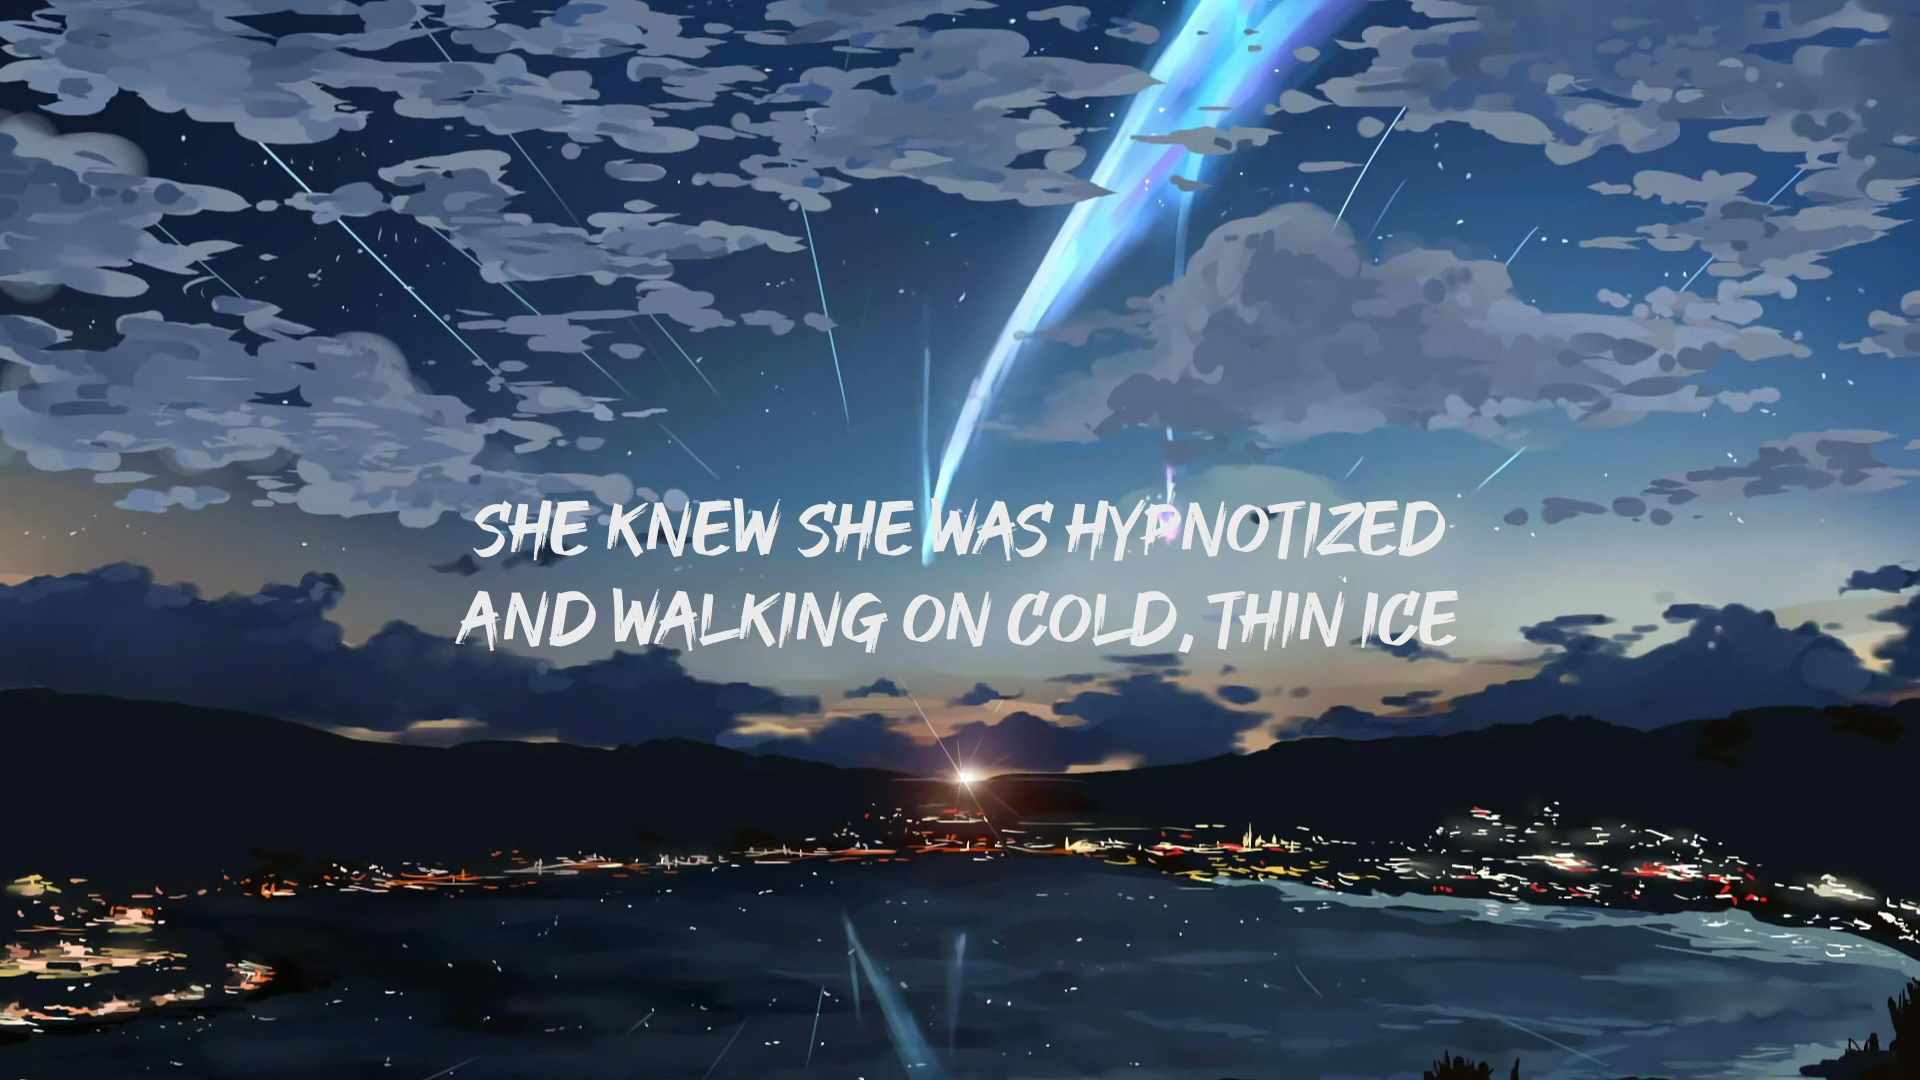 SHE KNEW SHE WAS HYPNOTIZED
AND WALKING ON COLD, THIN ICE